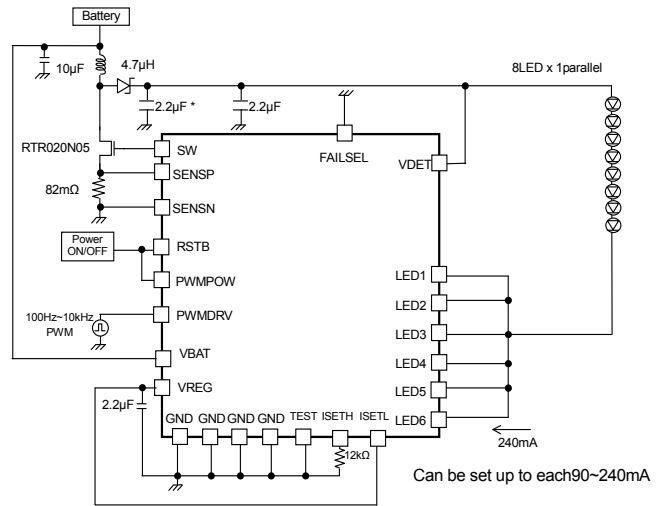 Battery
10µF
4.7µH
8LED x 1parallel
2.2µF *
2.2µF
RTR020N05
SW
FAILSEL
VDET
SENSP
82mΩ
SENSN
Power
ON/OFF
RSTB
PWMPOW
LED1
LED2
100Hz~10kHz
PWM
PWMDRV
LED3
VBAT
LED4
VREG
LED5
2.2µF
GND GND GND GND TEST ISETH ISETL
LED6
12kΩ
240mA
Can be set up to each90~240mA